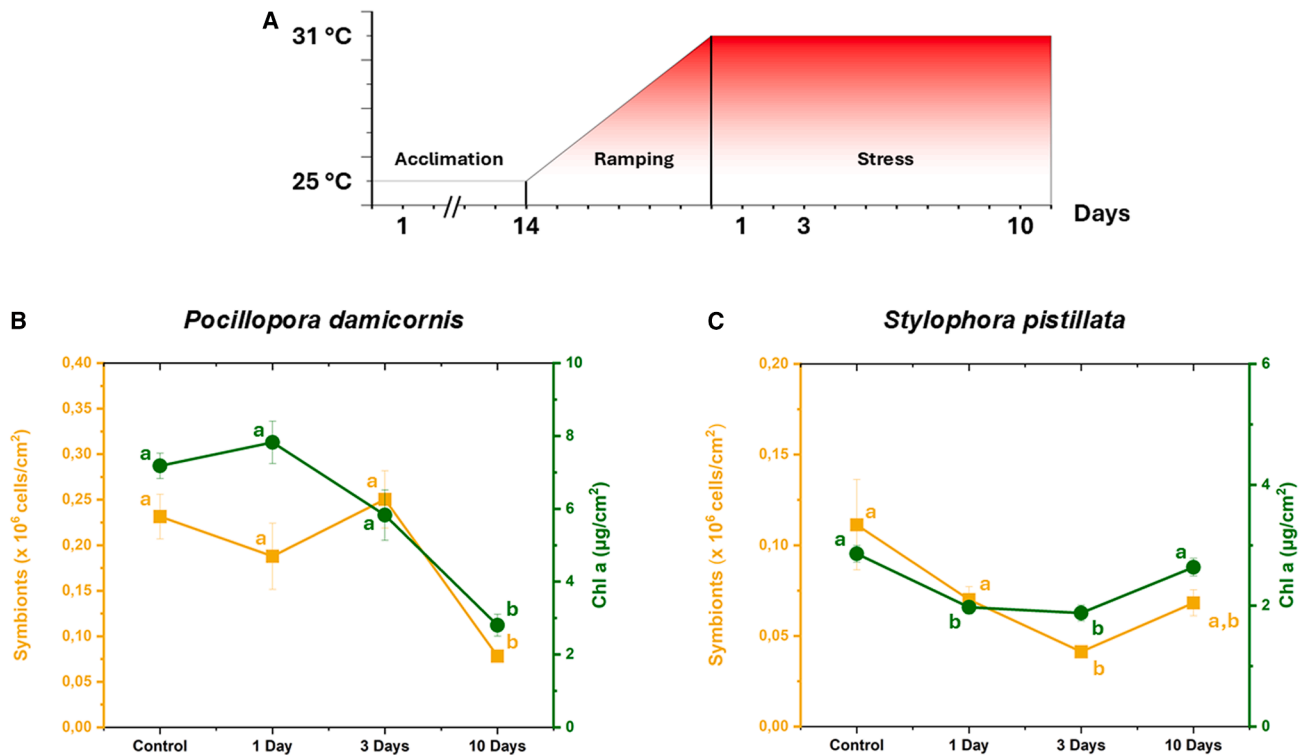 A
31 °C
25 °C
Acclimation
Ramping
Stress
1
14
1
3
10
Days
B
Pocillopora damicornis
0,40
0,35
0,30
0,25
0,20
0,15
0,10
0,05
0,00
Symbionts (x 10⁶ cells/cm²)
10
8
6
4
2
0
Chl a (µg/cm²)
a
a
a
a
a
a
b
b
Control
1 Day
3 Days
10 Days
C
Stylophora pistillata
0,20
0,15
0,10
0,05
0,00
Symbionts (x 10⁶ cells/cm²)
6
4
2
0
Chl a (µg/cm²)
a
a
a
b
b
b
a
a,b
Control
1 Day
3 Days
10 Days